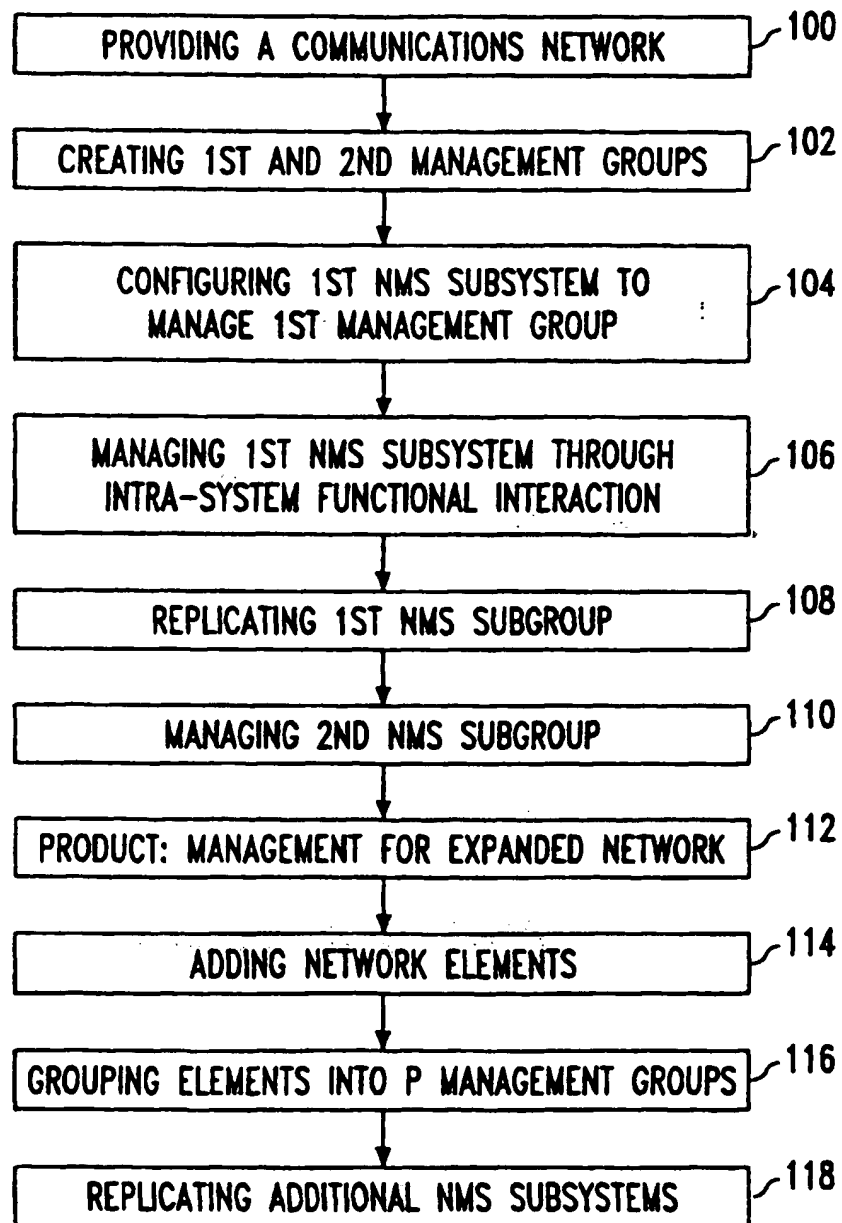 PROVIDING A COMMUNICATIONS NETWORK 100
CREATING 1ST AND 2ND MANAGEMENT GROUPS 102
CONFIGURING 1ST NMS SUBSYSTEM TO
MANAGE 1ST MANAGEMENT GROUP 104
MANAGING 1ST NMS SUBSYSTEM THROUGH
INTRA-SYSTEM FUNCTIONAL INTERACTION 106
REPLICATING 1ST NMS SUBGROUP 108
MANAGING 2ND NMS SUBGROUP 110
PRODUCT: MANAGEMENT FOR EXPANDED NETWORK 112
ADDING NETWORK ELEMENTS 114
GROUPING ELEMENTS INTO P MANAGEMENT GROUPS 116
REPLICATING ADDITIONAL NMS SUBSYSTEMS 118